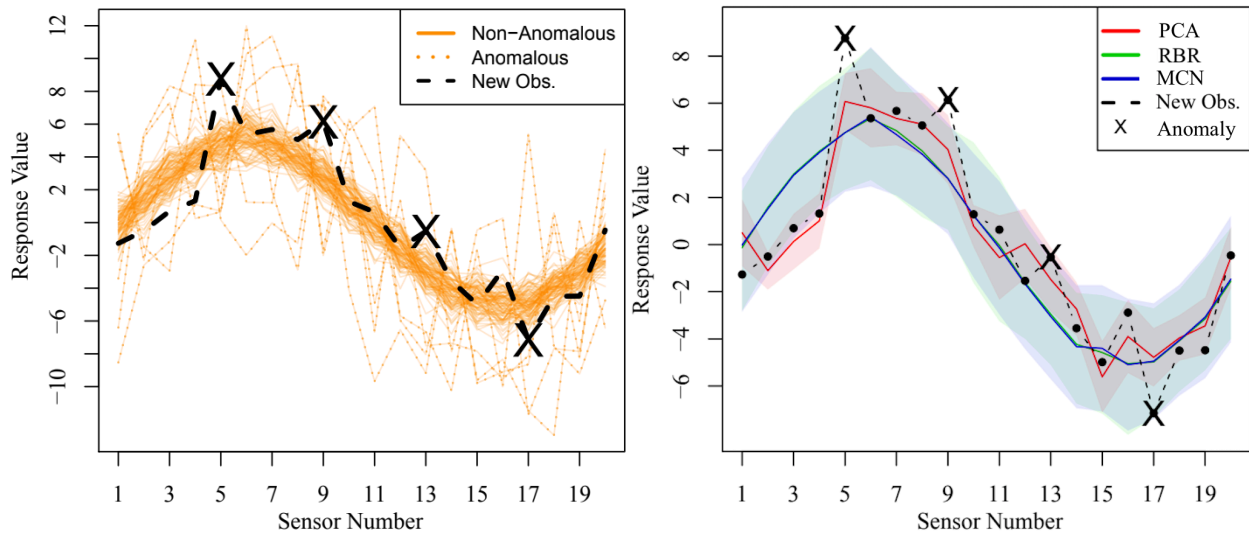 Non−Anomalous
Anomalous
New Obs.
12
8
6
4
2
−2
−6
−10
Response Value
1 3 5 7 9 11 13 15 17 19
Sensor Number
X X X X
PCA
RBR
MCN
New Obs.
X Anomaly
8
6
4
2
0
−2
−4
−6
Response Value
1 3 5 7 9 11 13 15 17 19
Sensor Number
X X X X